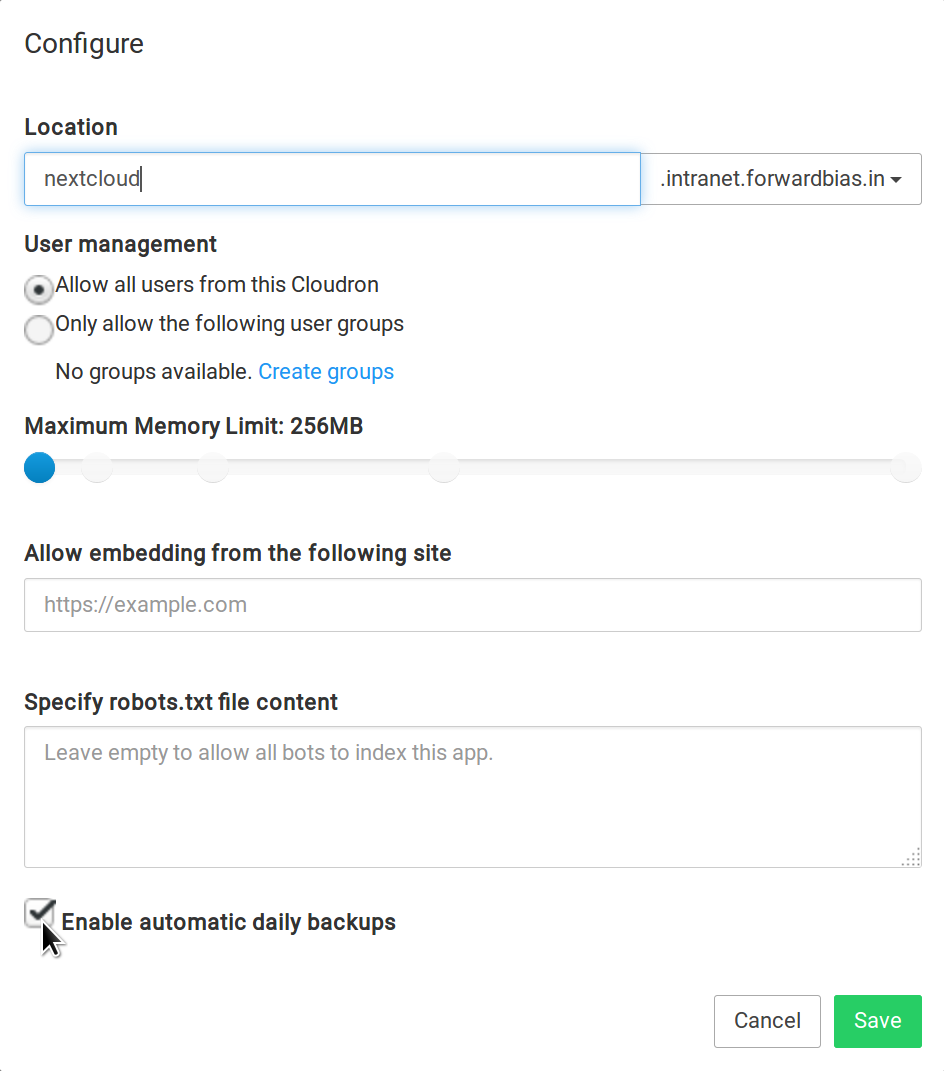 Configure
Location
nextcloud .intranet.forwardbias.in
User management
Allow all users from this Cloudron
Only allow the following user groups
No groups available. Create groups
Maximum Memory Limit: 256MB
Allow embedding from the following site
https://example.com
Specify robots.txt file content
Leave empty to allow all bots to index this app.
Enable automatic daily backups
Cancel Save